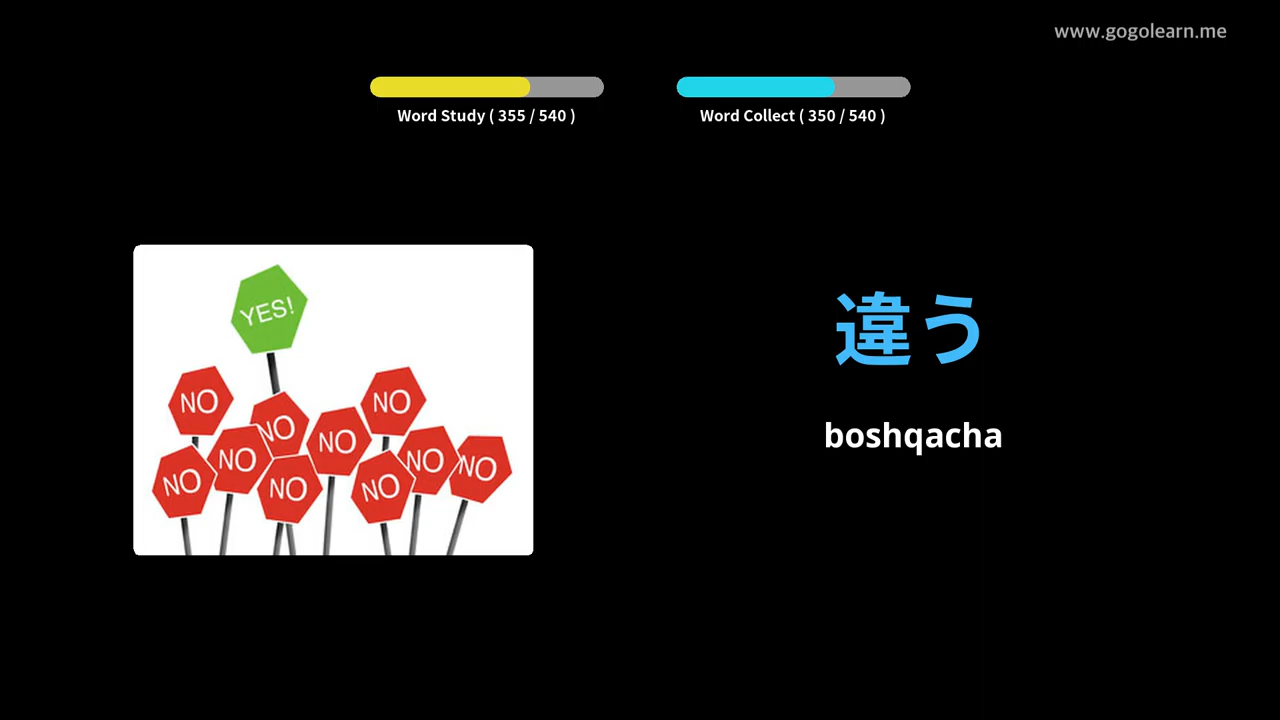 www.gogolearn.me
Word Study ( 355 / 540 )
Word Collect ( 350 / 540 )
YES!
NO
NO
NO
NO
NO
NO
NO
NO
NO
NO
違う
boshqacha